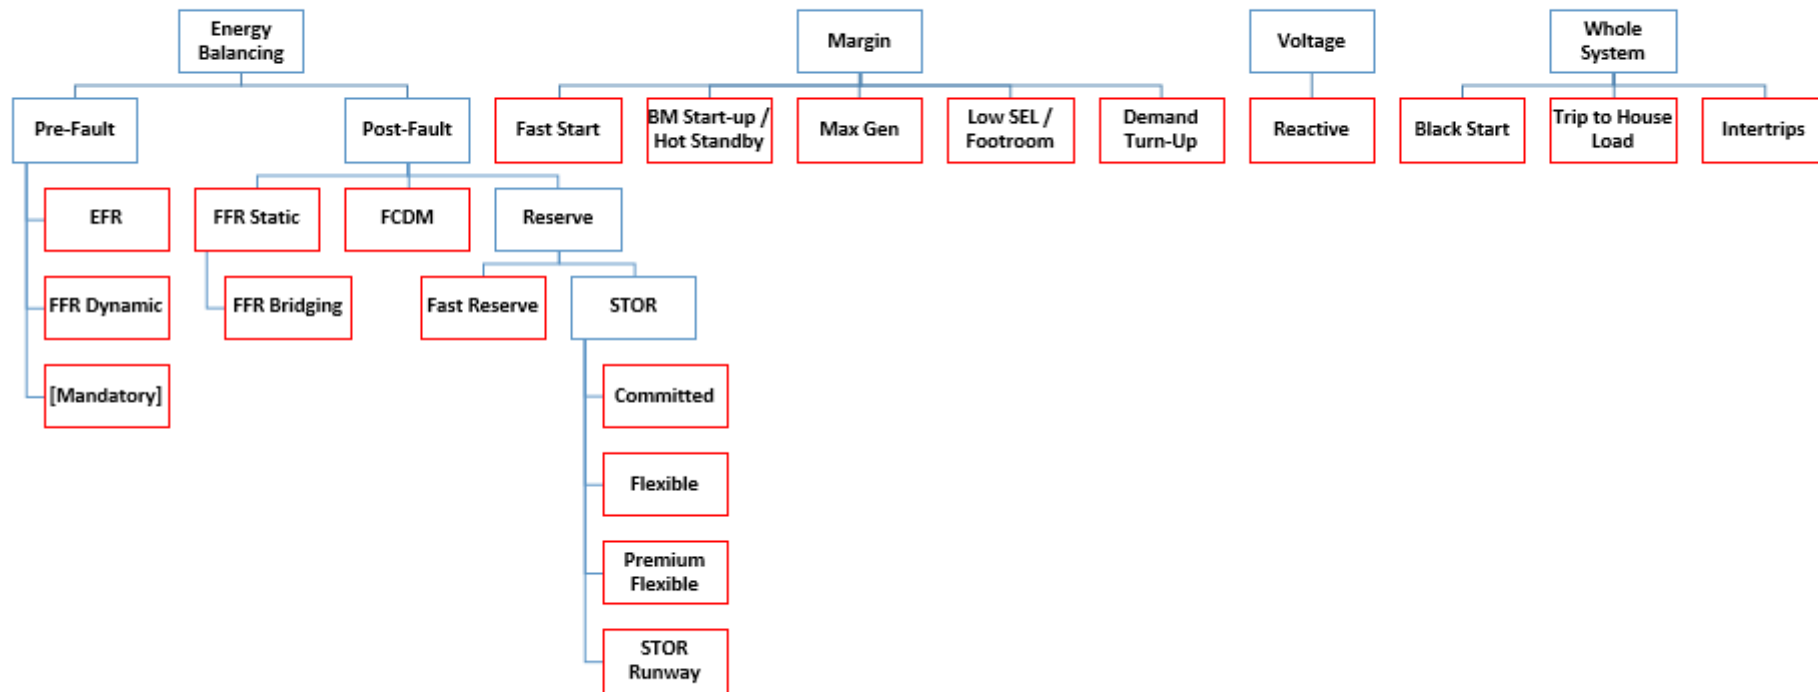 Energy
Balancing
Margin
Voltage
Whole
System
Pre-Fault
Post-Fault
Fast Start
BM Start-up /
Hot Standby
Max Gen
Low SEL /
Footroom
Demand
Turn-Up
Reactive
Black Start
Trip to House
Load
Intertrips
EFR
FFR Static
FCDM
Reserve
FFR Dynamic
FFR Bridging
Fast Reserve
STOR
[Mandatory]
Committed
Flexible
Premium
Flexible
STOR
Runway